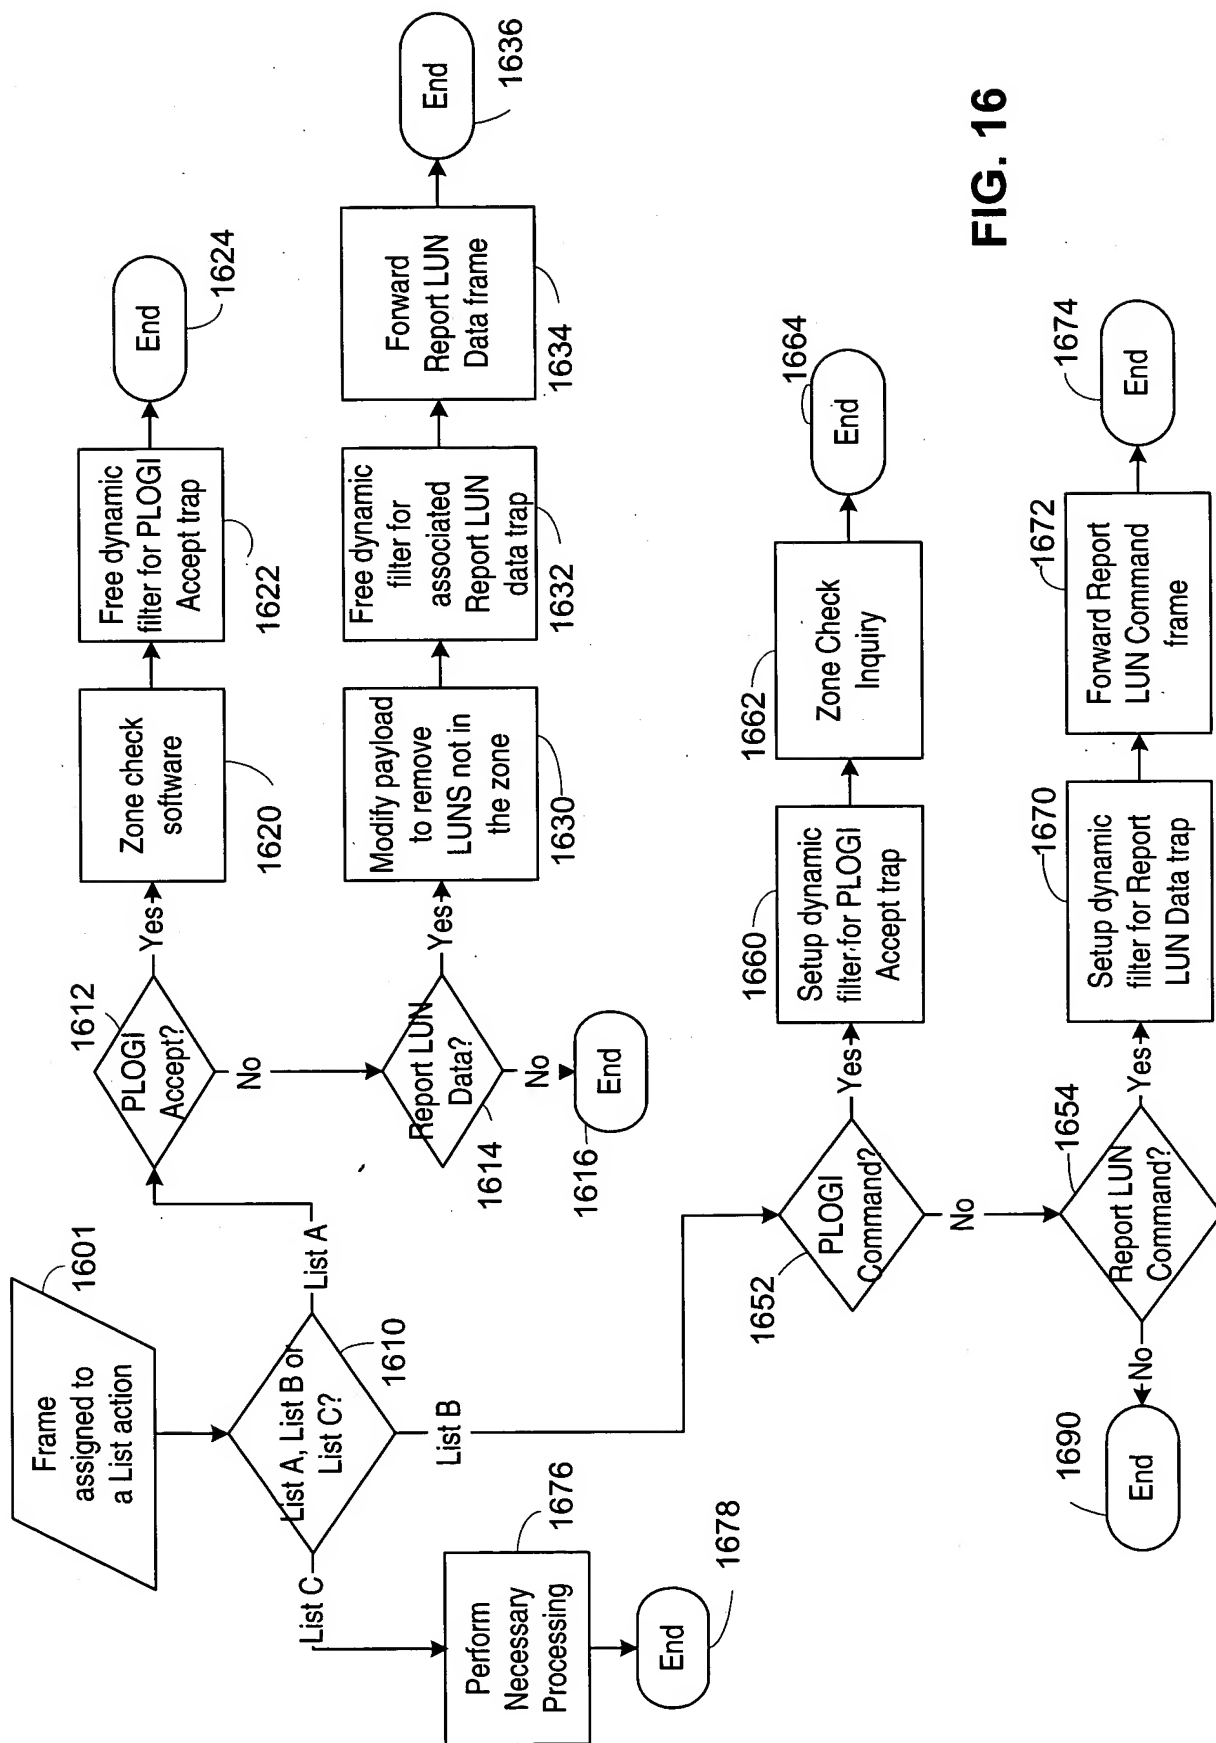 Frame
assigned to
a List action
1601
List A, List B or
List C?
1610
List A
List B
List C
PLOGI
Accept?
1612
Yes
No
Zone check
software
1620
Free dynamic
filter for PLOGI
Accept trap
1622
End
1624
Report LUN
Data?
1614
Yes
No
End
1616
Modify payload
to remove
LUNS not in
the zone
1630
Free dynamic
filter for
associated
Report LUN
data trap
1632
Forward
Report LUN
Data frame
1634
End
1636
Perform
Necessary
Processing
1676
End
1678
PLOGI
Command?
1652
Yes
No
Setup dynamic
filter for PLOGI
Accept trap
1660
Zone Check
Inquiry
1662
End
1664
Report LUN
Command?
1654
Yes
No
Setup dynamic
filter for Report
LUN Data trap
1670
Forward Report
LUN Command
frame
1672
End
1674
End
1690
FIG. 16